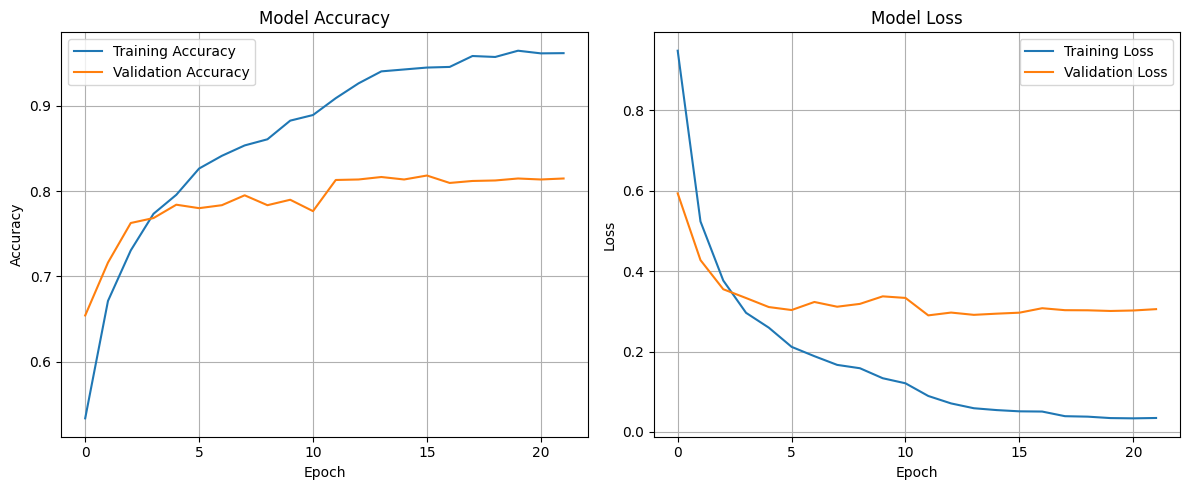 Model Accuracy
Training Accuracy
Validation Accuracy
0.9
0.8
0.7
0.6
Accuracy
0
5
10
15
20
Epoch
Model Loss
Training Loss
Validation Loss
0.8
0.6
0.4
0.2
0.0
Loss
0
5
10
15
20
Epoch